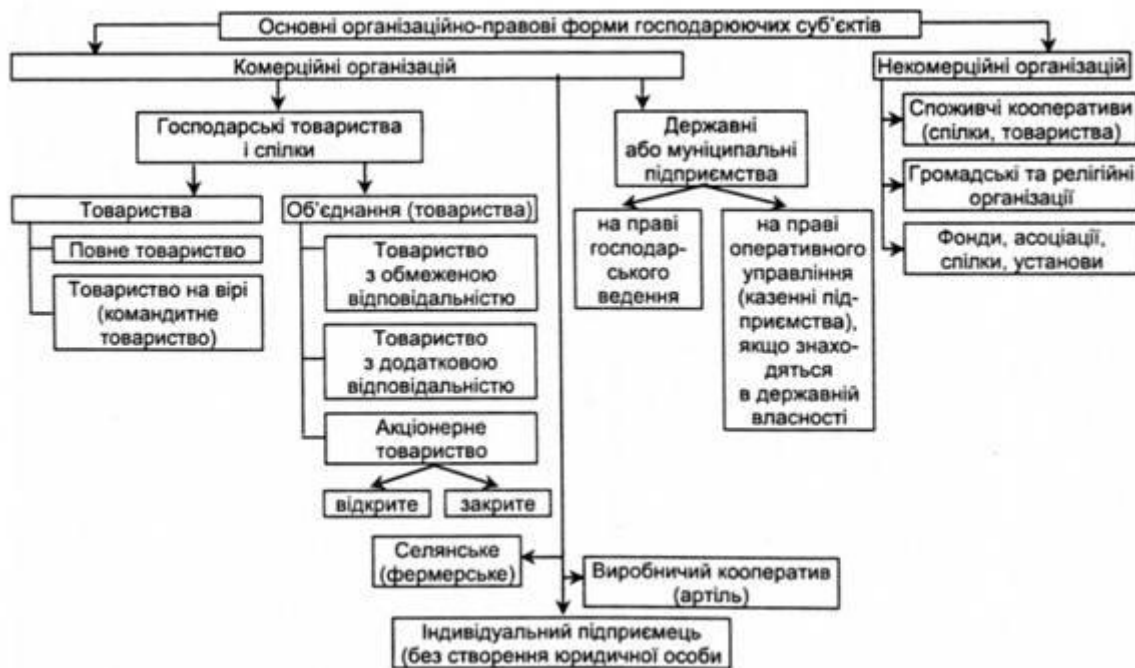 Основні організаційно-правові форми господарюючих суб'єктів
Комерційні організацій
Некомерційні організацій
Господарські товариства
і спілки
Державні
або муніципальні
підприємства
Споживчі кооперативи
(спілки, товариства)
Громадські та релігійні
організації
Фонди, асоціації,
спілки, установи
Товариства
Повне товариство
Товариство на вірі
(командитне
товариство)
Об'єднання (товариства)
Товариство
з обмеженою
відповідальністю
Товариство
з додатковою
відповідальністю
Акціонерне
товариство
відкрите
закрите
на праві
господар-
ського
ведення
на праві
оперативного
управління
(казенні під-
приємства),
якщо знахо-
дяться
в державній
власності
Селянське
(фермерське)
Виробничий кооператив
(артіль)
Індивідуальний підприємець
(без створення юридичної особи